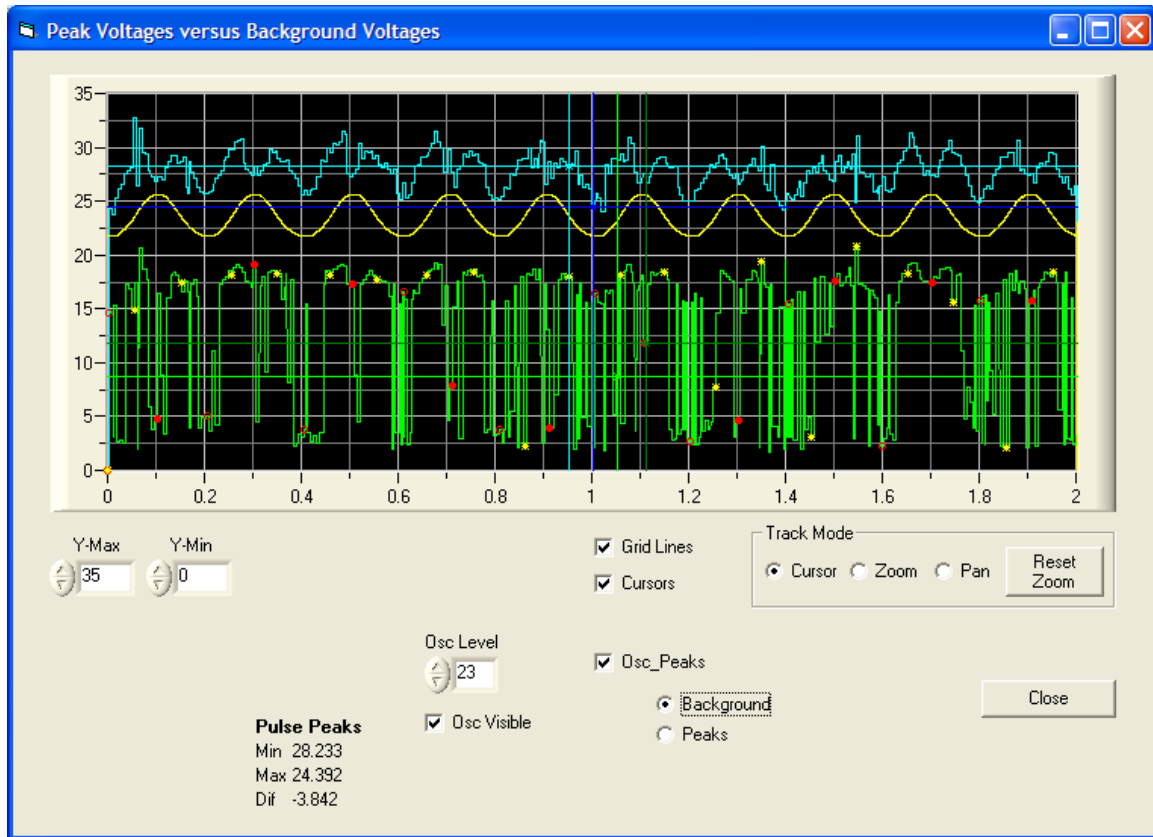 Peak Voltages versus Background Voltages
35
30
25
20
15
10
5
0
0 0.2 0.4 0.6 0.8 1 1.2 1.4 1.6 1.8 2
Y-Max Y-Min
35 0
Grid Lines
Cursors
Track Mode
Cursor Zoom Pan
Reset
Zoom
Osc Level
23
Osc Visible
Osc_Peaks
Background
Peaks
Close
Pulse Peaks
Min 28.233
Max 24.392
Dif -3.842